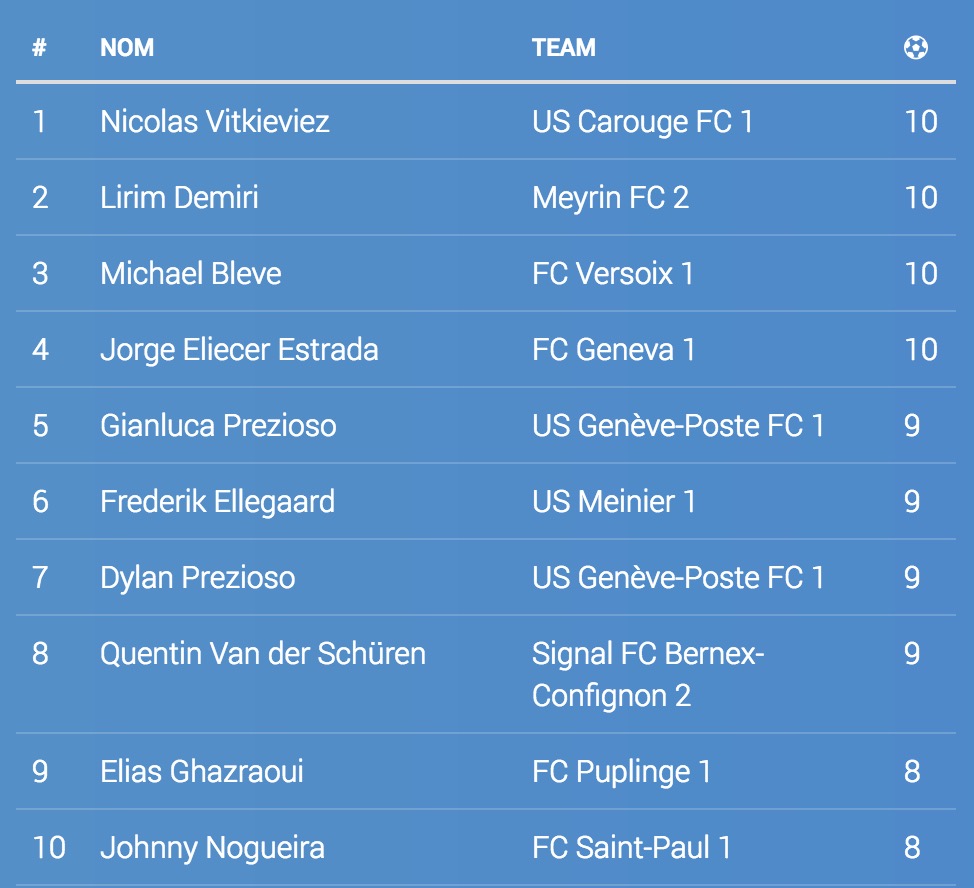 # NOM TEAM
1 Nicolas Vitkieviez US Carouge FC 1 10
2 Lirim Demiri Meyrin FC 2 10
3 Michael Bleve FC Versoix 1 10
4 Jorge Eliecer Estrada FC Geneva 1 10
5 Gianluca Prezioso US Genève-Poste FC 1 9
6 Frederik Ellegaard US Meinier 1 9
7 Dylan Prezioso US Genève-Poste FC 1 9
8 Quentin Van der Schüren Signal FC Bernex- 9
Confignon 2
9 Elias Ghazraoui FC Puplinge 1 8
10 Johnny Nogueira FC Saint-Paul 1 8